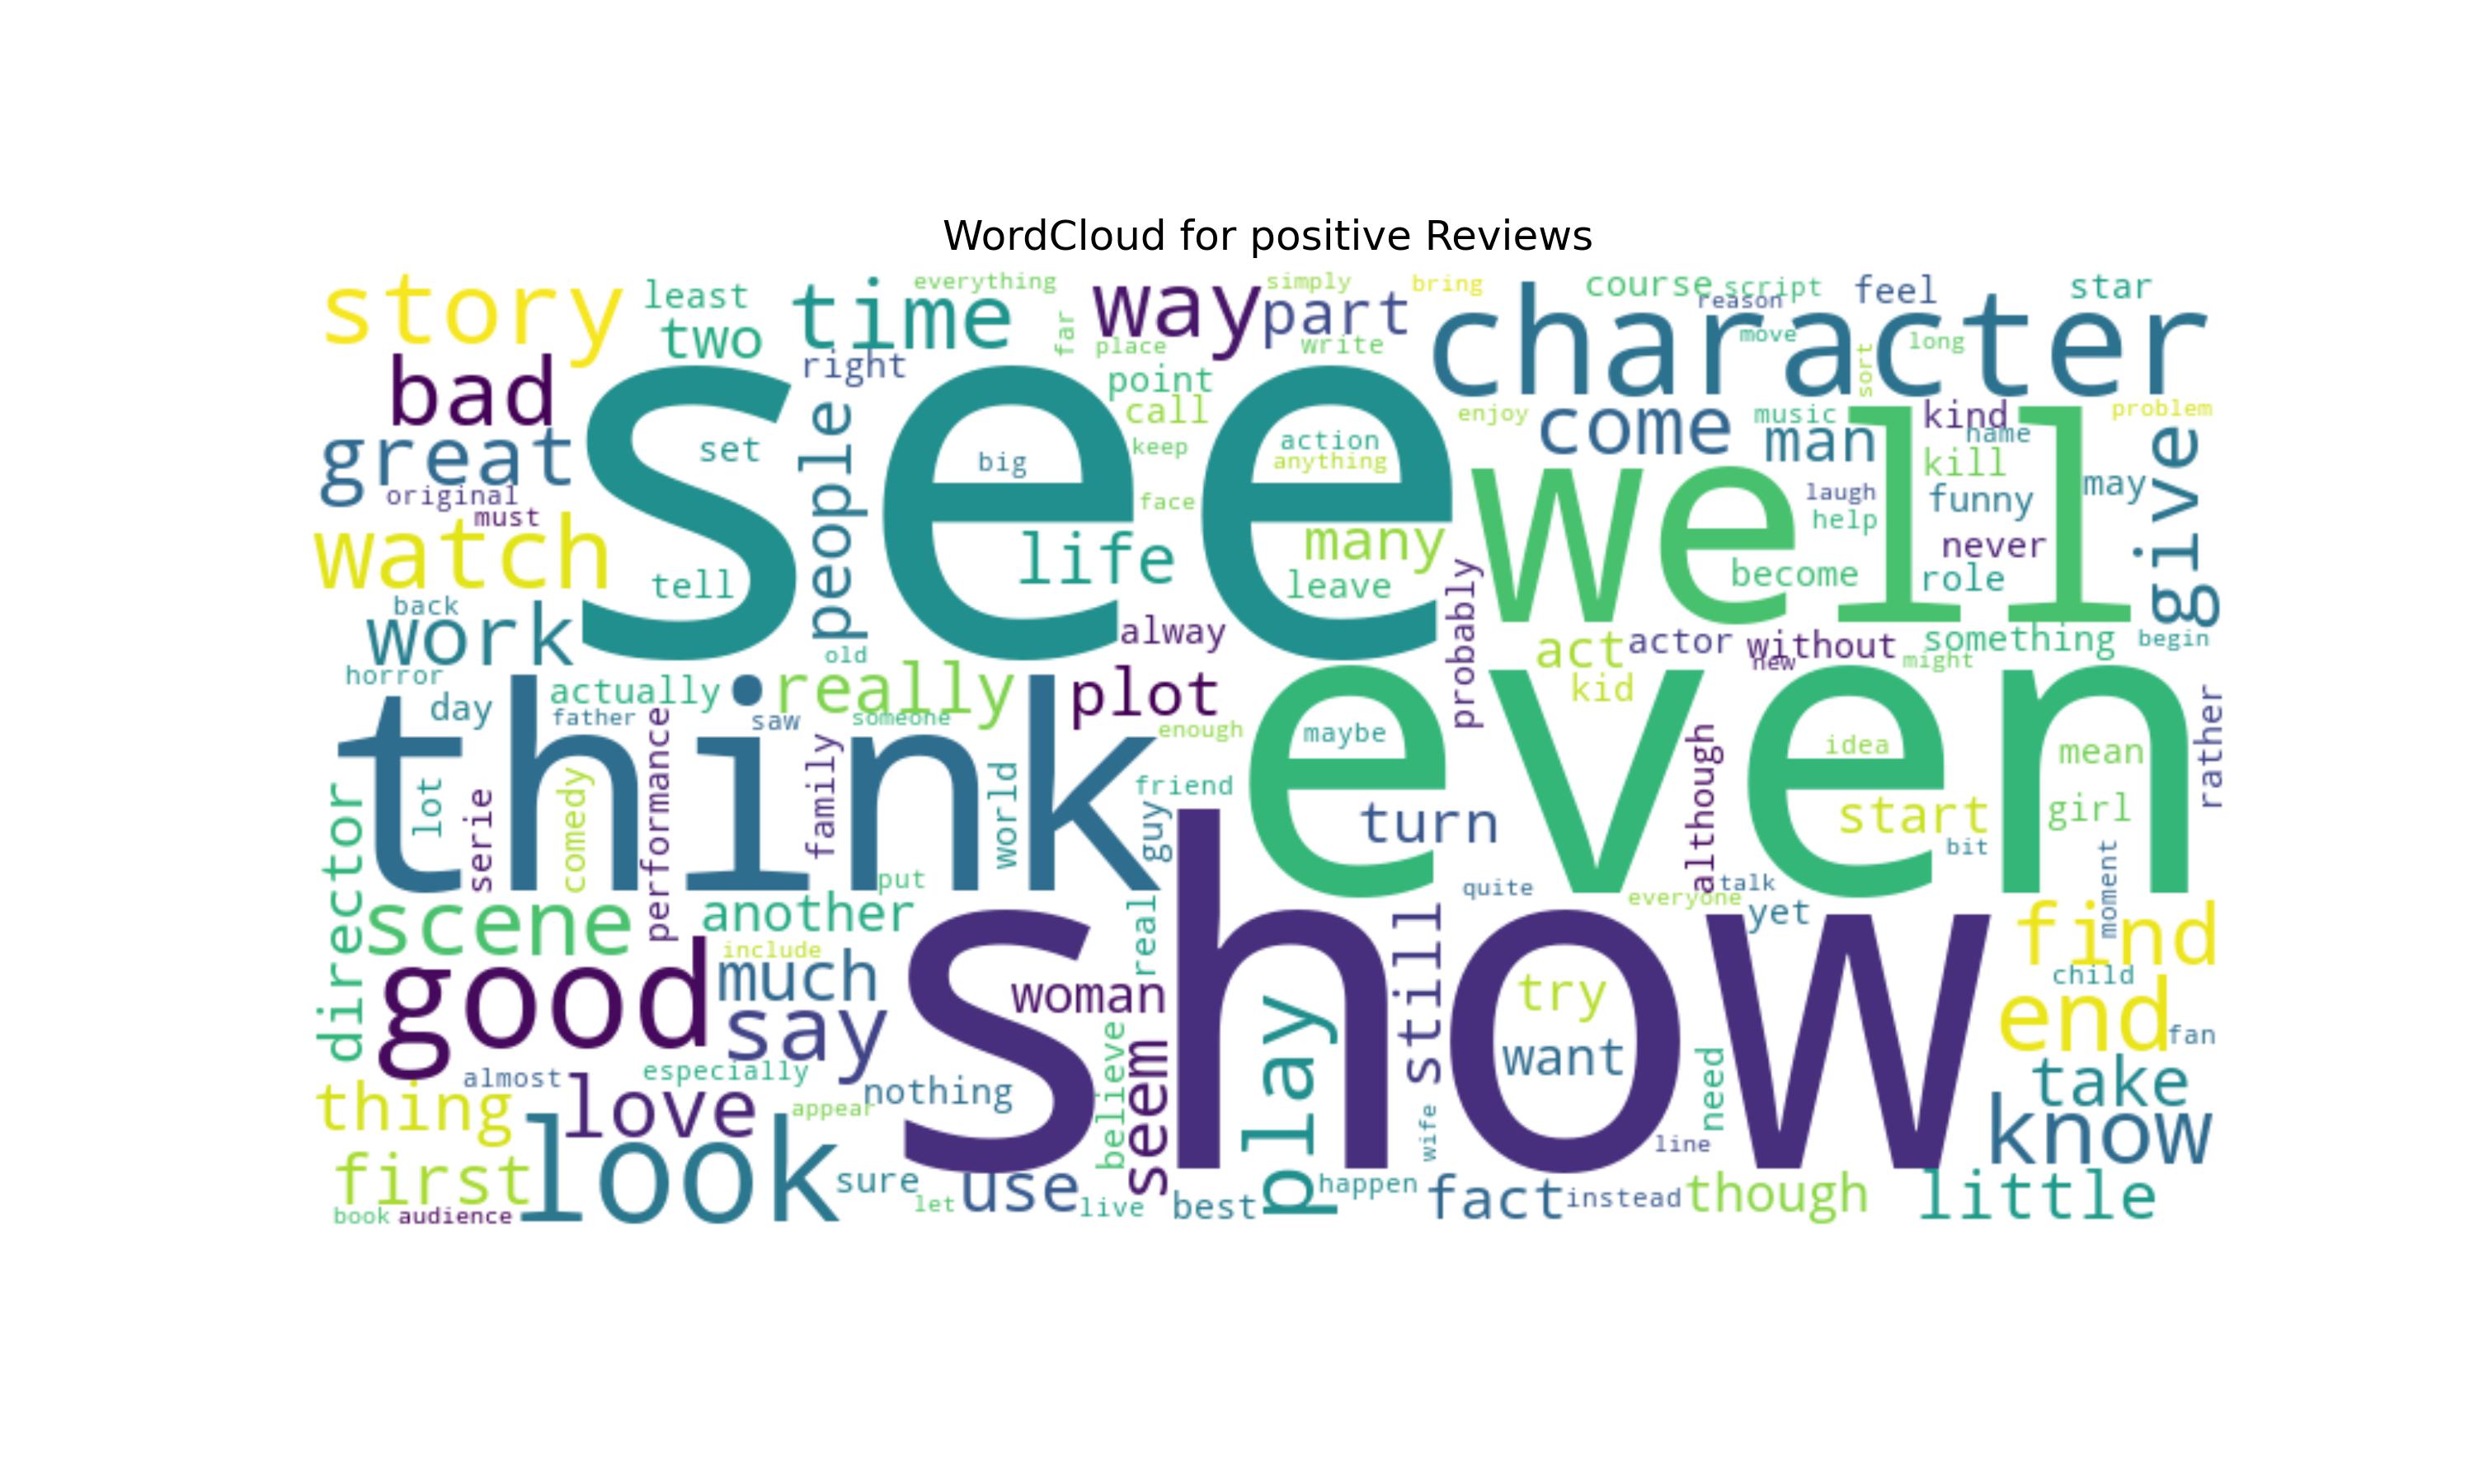 WordCloud for positive Reviews
story
least
time
everything
way
simply
bring
course
script
feel
star
two
far
part
reason
character
right
place
write
move
sort
long
bad
see
people
point
call
enjoy
come
music
kind
problem
great
set
big
keep
action
anything
man
name
well
kill
give
original
must
face
laugh
funny
may
watch
life
many
help
never
tell
leave
probably
become
role
back
work
old
alway
act
actor
without
something
begin
horror
actually
really
plot
new
might
kid
day
father
saw
someone
enough
maybe
even
idea
mean
rather
think
performance
family
world
friend
although
director
lot
serie
comedy
guy
turn
start
girl
bit
put
quite
talk
moment
scene
another
real
still
everyone
yet
find
include
good
much
woman
show
try
child
say
end
fan
almost
especially
believe
seem
play
want
need
take
thing
love
appear
nothing
wife
line
know
look
first
sure
use
happen
fact
instead
though
little
book
audience
let
live
best